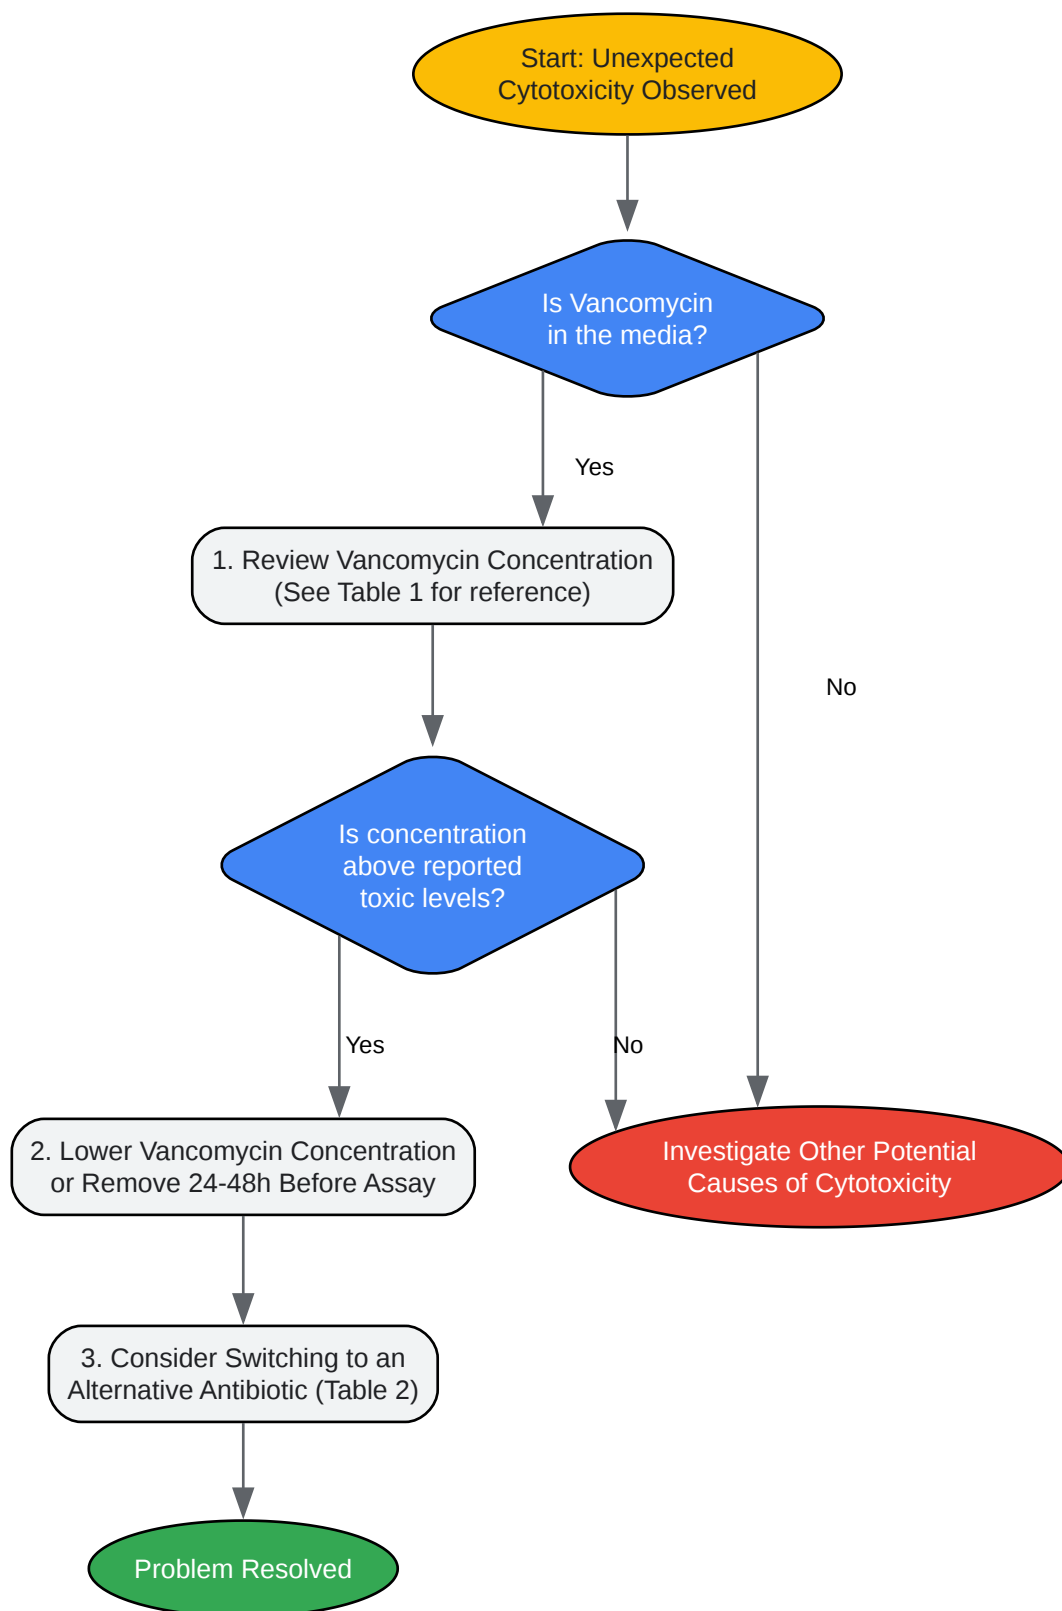 Start: Unexpected
Cytotoxicity Observed
Is Vancomycin
in the media?
Yes
1. Review Vancomycin Concentration
(See Table 1 for reference)
No
Is concentration
above reported
toxic levels?
Yes
No
2. Lower Vancomycin Concentration
or Remove 24-48h Before Assay
Investigate Other Potential
Causes of Cytotoxicity
3. Consider Switching to an
Alternative Antibiotic (Table 2)
Problem Resolved